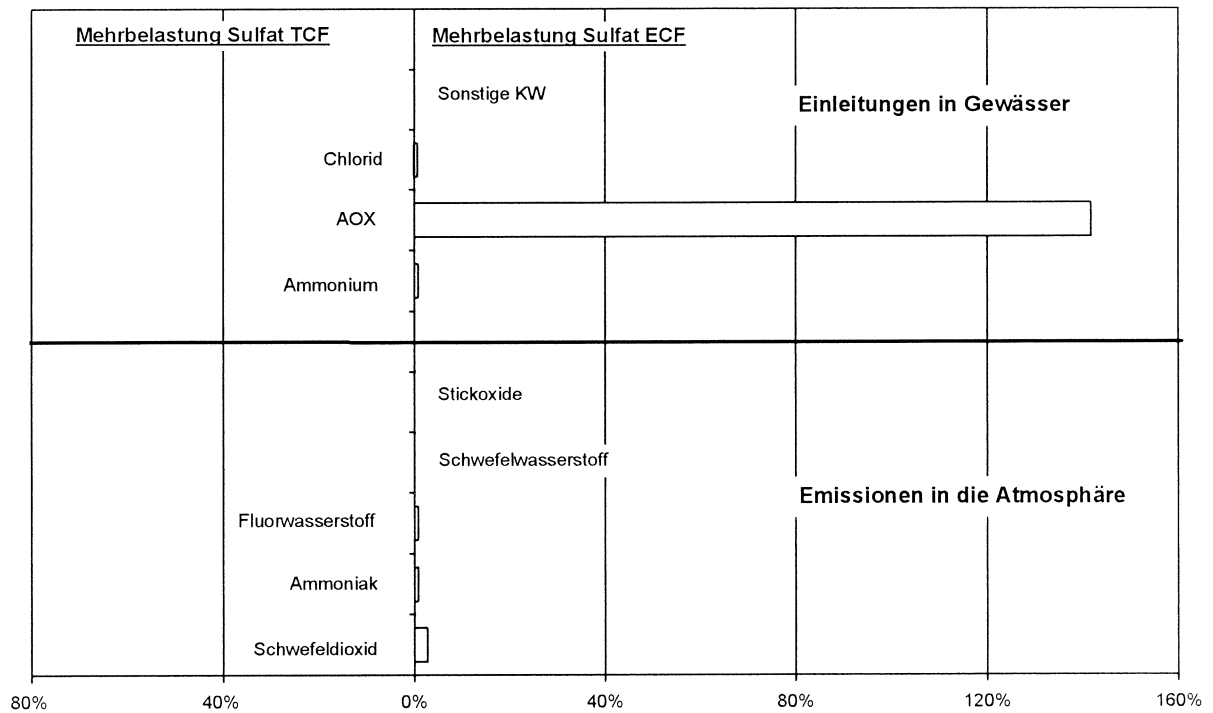 Mehrbelastung Sulfat TCF
Mehrbelastung Sulfat ECF
Sonstige KW
Einleitungen in Gewässer
Chlorid
AOX
Ammonium
Stickoxide
Schwefelwasserstoff
Emissionen in die Atmosphäre
Fluorwasserstoff
Ammoniak
Schwefeldioxid
80% 40% 0% 40% 80% 120% 160%